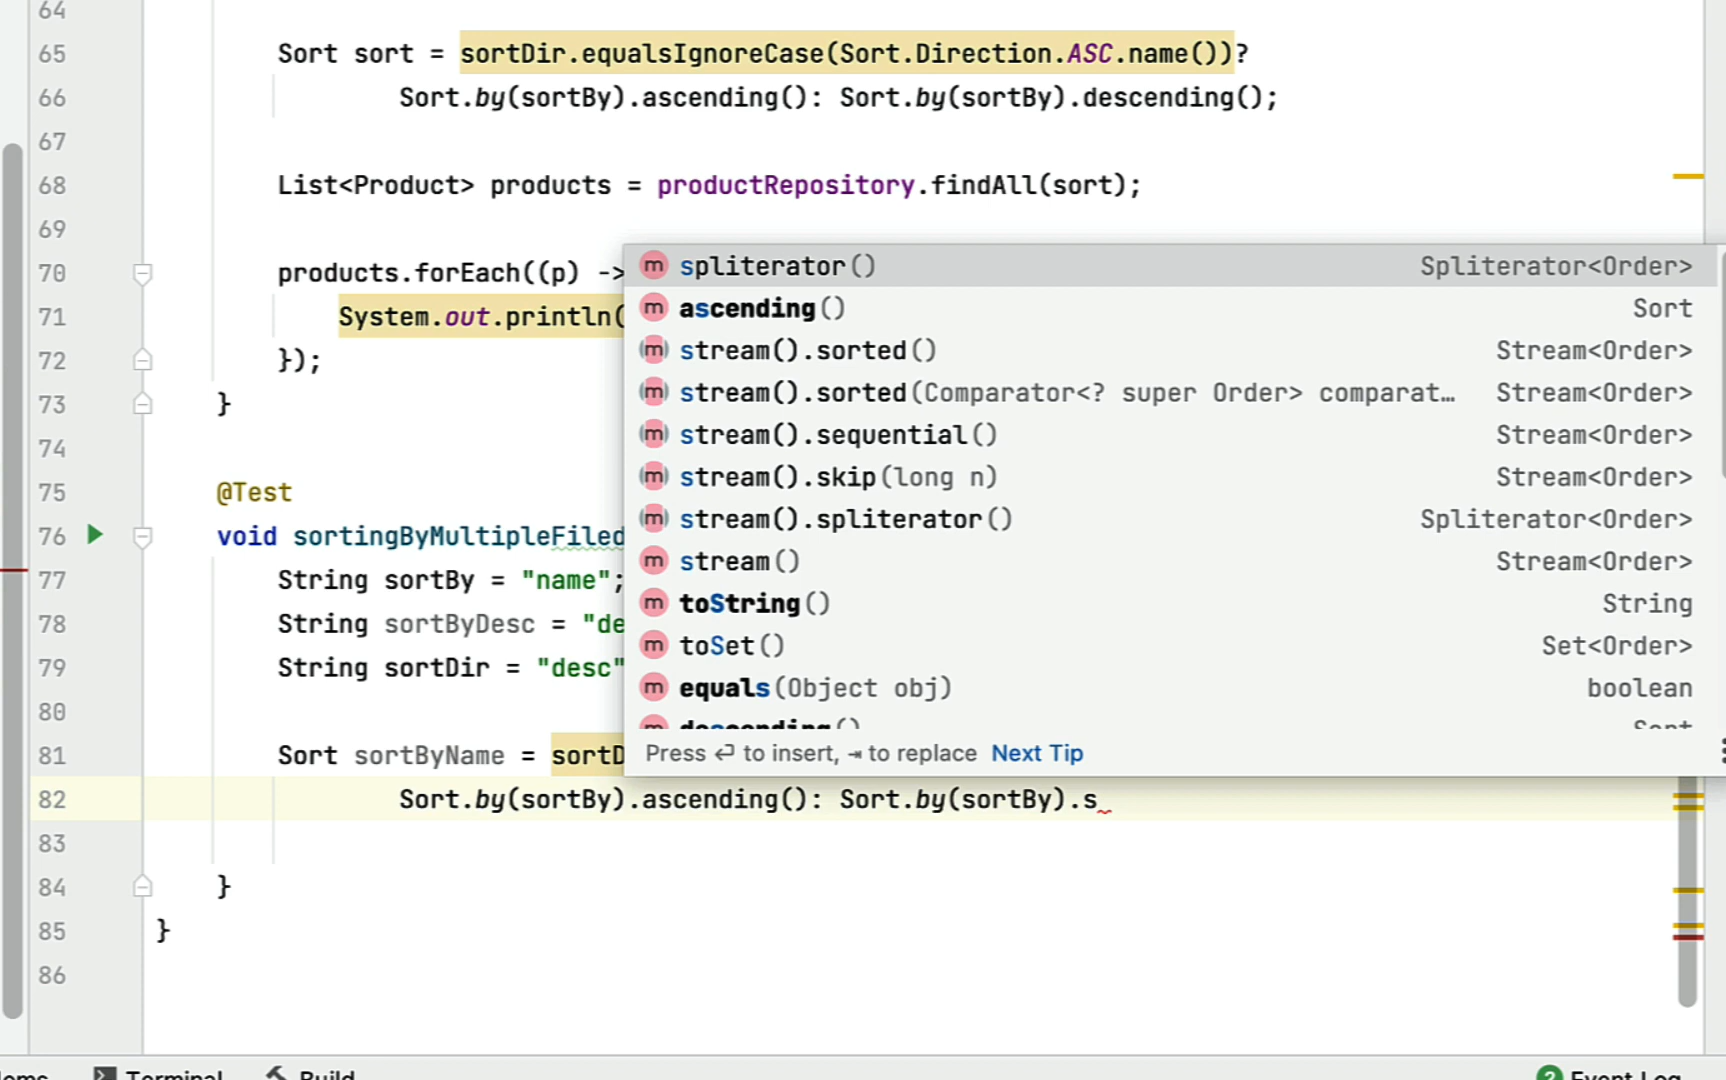 64
65 Sort sort = sortDir.equalsIgnoreCase(Sort.Direction.ASC.name())?
66 Sort.by(sortBy).ascending(): Sort.by(sortBy).descending();
67
68 List<Product> products = productRepository.findAll(sort);
69
70 products.forEach((p) ->
71 System.out.println(
72 });
73 }
74
75 @Test
76 void sortingByMultipleFiled
77 String sortBy = "name";
78 String sortByDesc = "de
79 String sortDir = "desc"
80
81 Sort sortByName = sortD
82 Sort.by(sortBy).ascending(): Sort.by(sortBy).s
83
84 }
85 }
86
spliterator() Spliterator<Order>
ascending() Sort
stream().sorted() Stream<Order>
stream().sorted(Comparator<? super Order> comparat… Stream<Order>
stream().sequential() Stream<Order>
stream().skip(long n) Stream<Order>
stream().spliterator() Spliterator<Order>
stream() Stream<Order>
toString() String
toSet() Set<Order>
equals(Object obj) boolean
descending() Sort
Press ↩ to insert, ⇥ to replace Next Tip
Terminal Build 2 Event Log